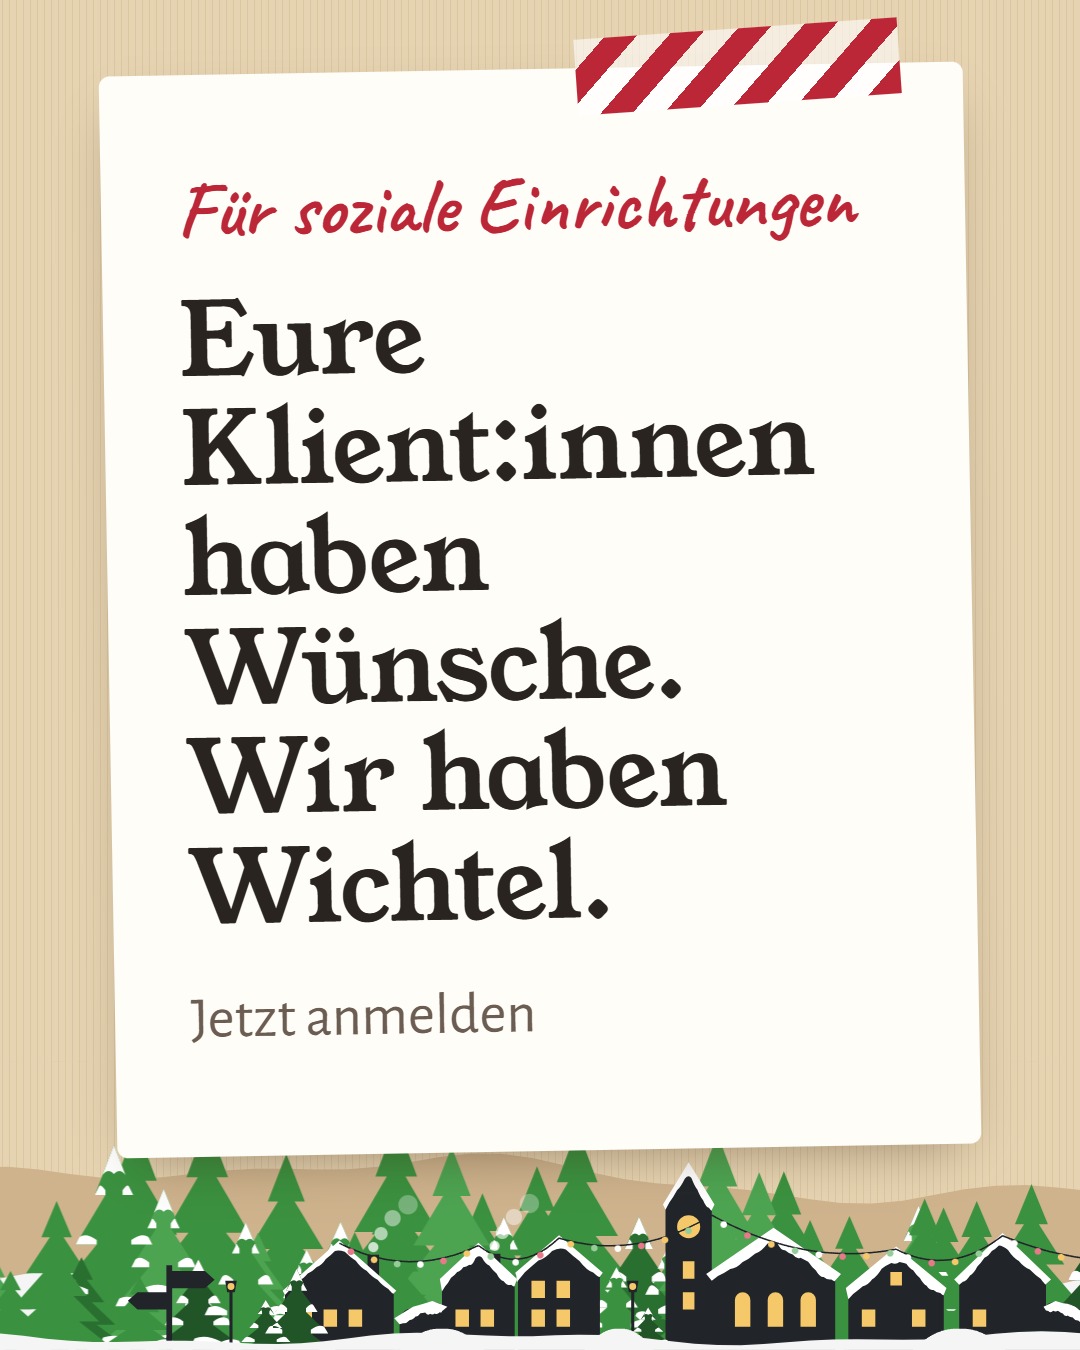 Für soziale Einrichtungen
Eure
Klient:innen
haben
Wünsche.
Wir haben
Wichtel.
Jetzt anmelden